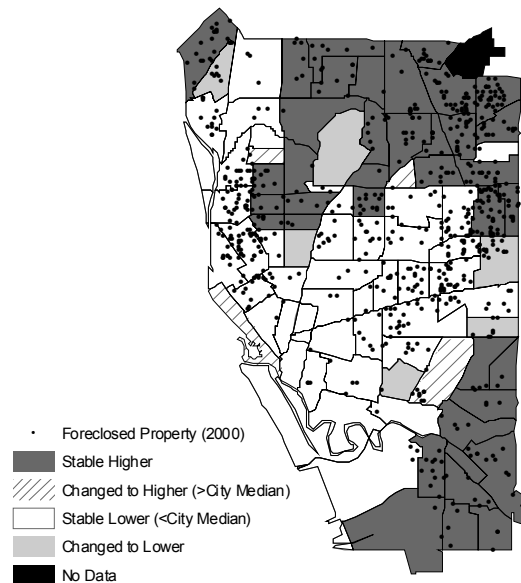 Foreclosed Property (2000)
Stable Higher
Changed to Higher (>City Median)
Stable Lower (<City Median)
Changed to Lower
No Data